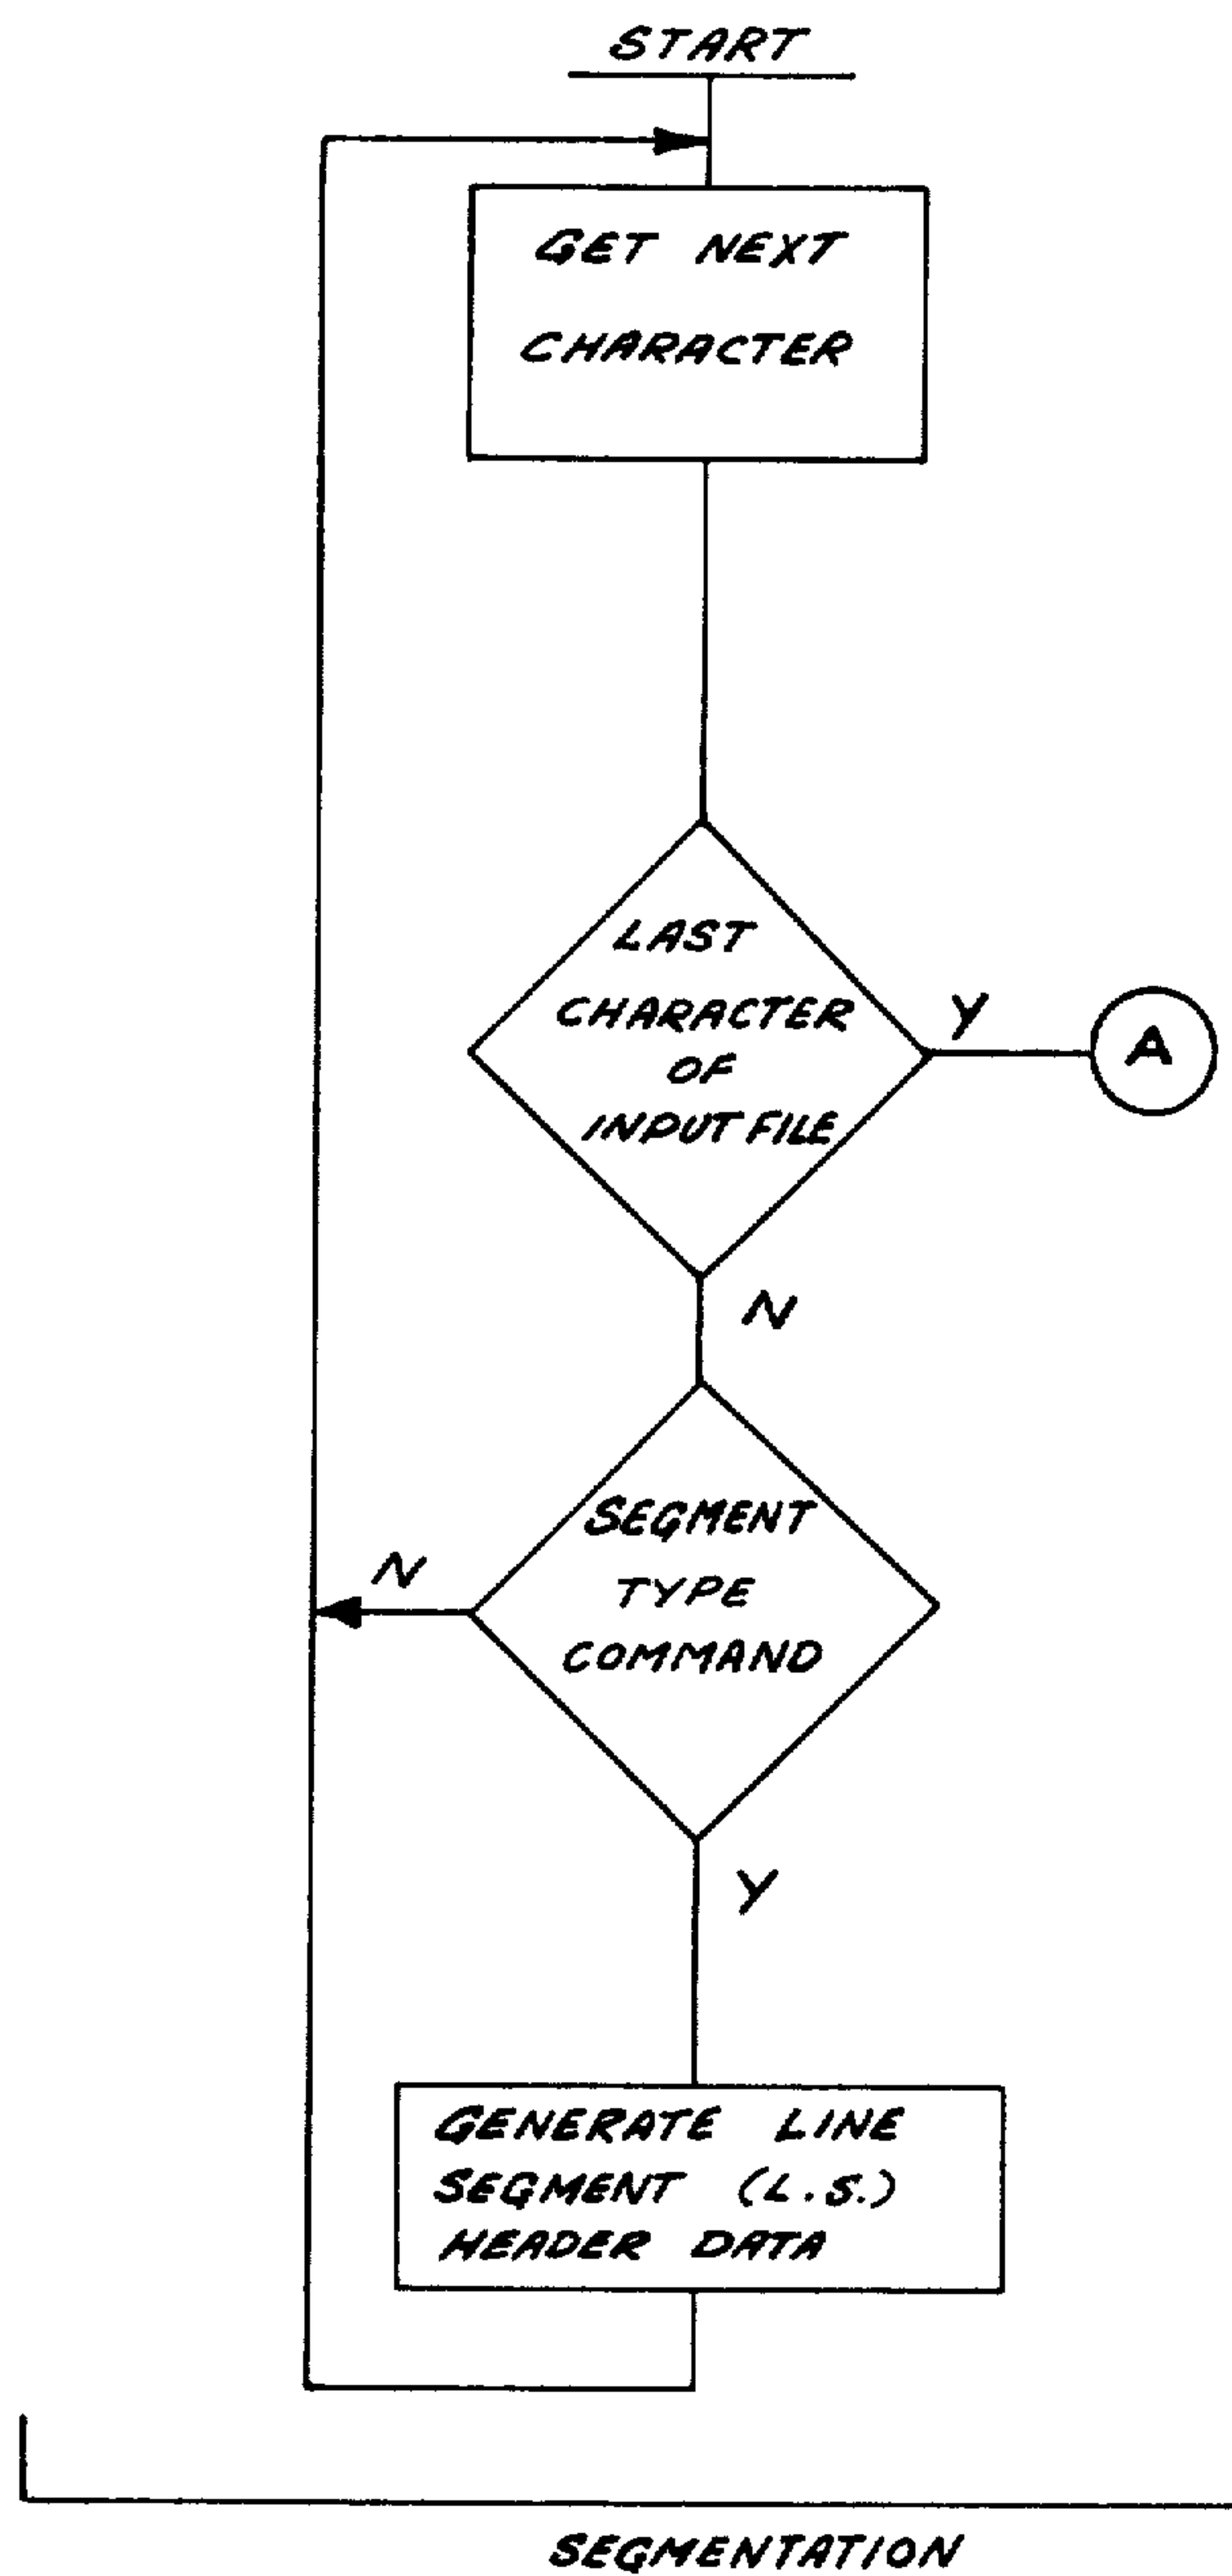 START
GET NEXT
CHARACTER
LAST
CHARACTER
OF
INPUT FILE
Y
A
N
SEGMENT
TYPE
COMMAND
N
Y
GENERATE LINE
SEGMENT (L.S.)
HEADER DATA
SEGMENTATION